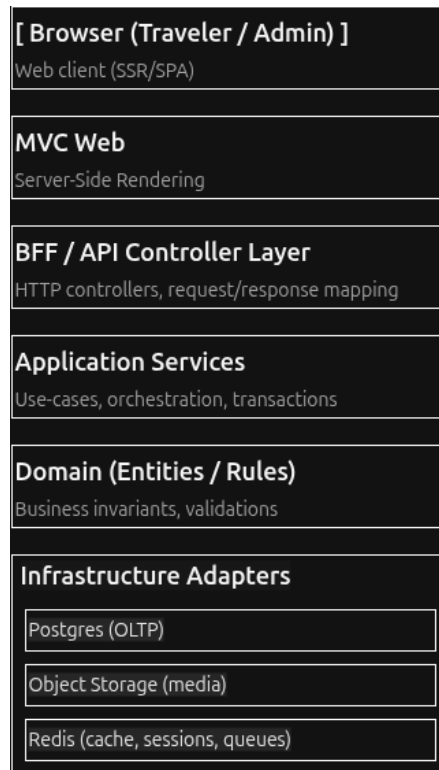 [ Browser (Traveler / Admin) ]
Web client (SSR/SPA)
MVC Web
Server-Side Rendering
BFF / API Controller Layer
HTTP controllers, request/response mapping
Application Services
Use-cases, orchestration, transactions
Domain (Entities / Rules)
Business invariants, validations
Infrastructure Adapters
Postgres (OLTP)
Object Storage (media)
Redis (cache, sessions, queues)